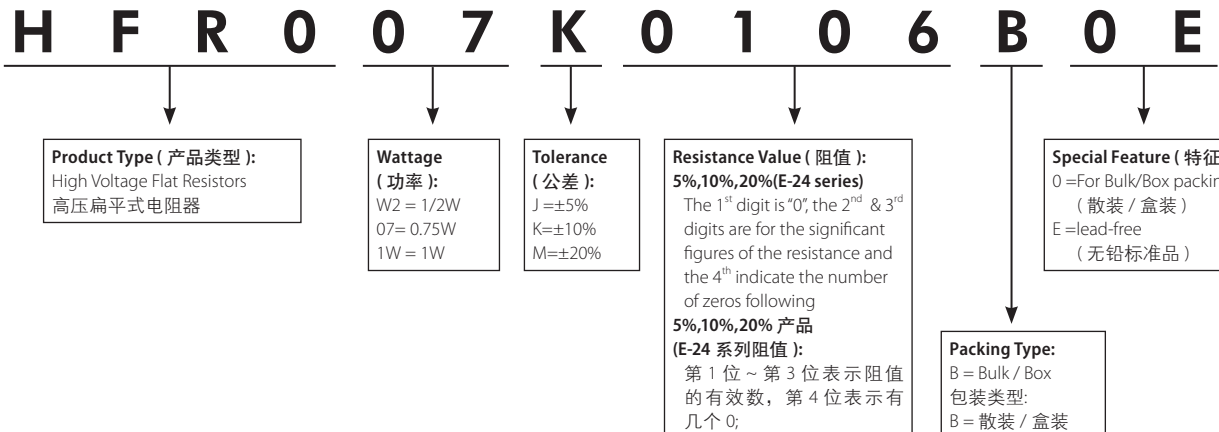 H F R 0 0 7 K 0 1 0 6 B 0 E
Product Type ( 产品类型 ):
High Voltage Flat Resistors
高压扁平式电阻器
Wattage
( 功率 ):
W2 = 1/2W
07= 0.75W
1W = 1W
Tolerance
( 公差 ):
J =±5%
K=±10%
M=±20%
Resistance Value ( 阻值 ):
5%,10%,20%(E-24 series)
The 1st digit is "0", the 2nd & 3rd
digits are for the significant
figures of the resistance and
the 4th indicate the number
of zeros following
5%,10%,20% 产品
(E-24 系列阻值 ):
第 1 位 ~ 第 3 位表示阻值
的有效数，第 4 位表示有
几个 0;
Packing Type:
B = Bulk / Box
包装类型:
B = 散装 / 盒装
Special Feature ( 特征
0 =For Bulk/Box packin
( 散装 / 盒装 )
E =lead-free
( 无铅标准品 )